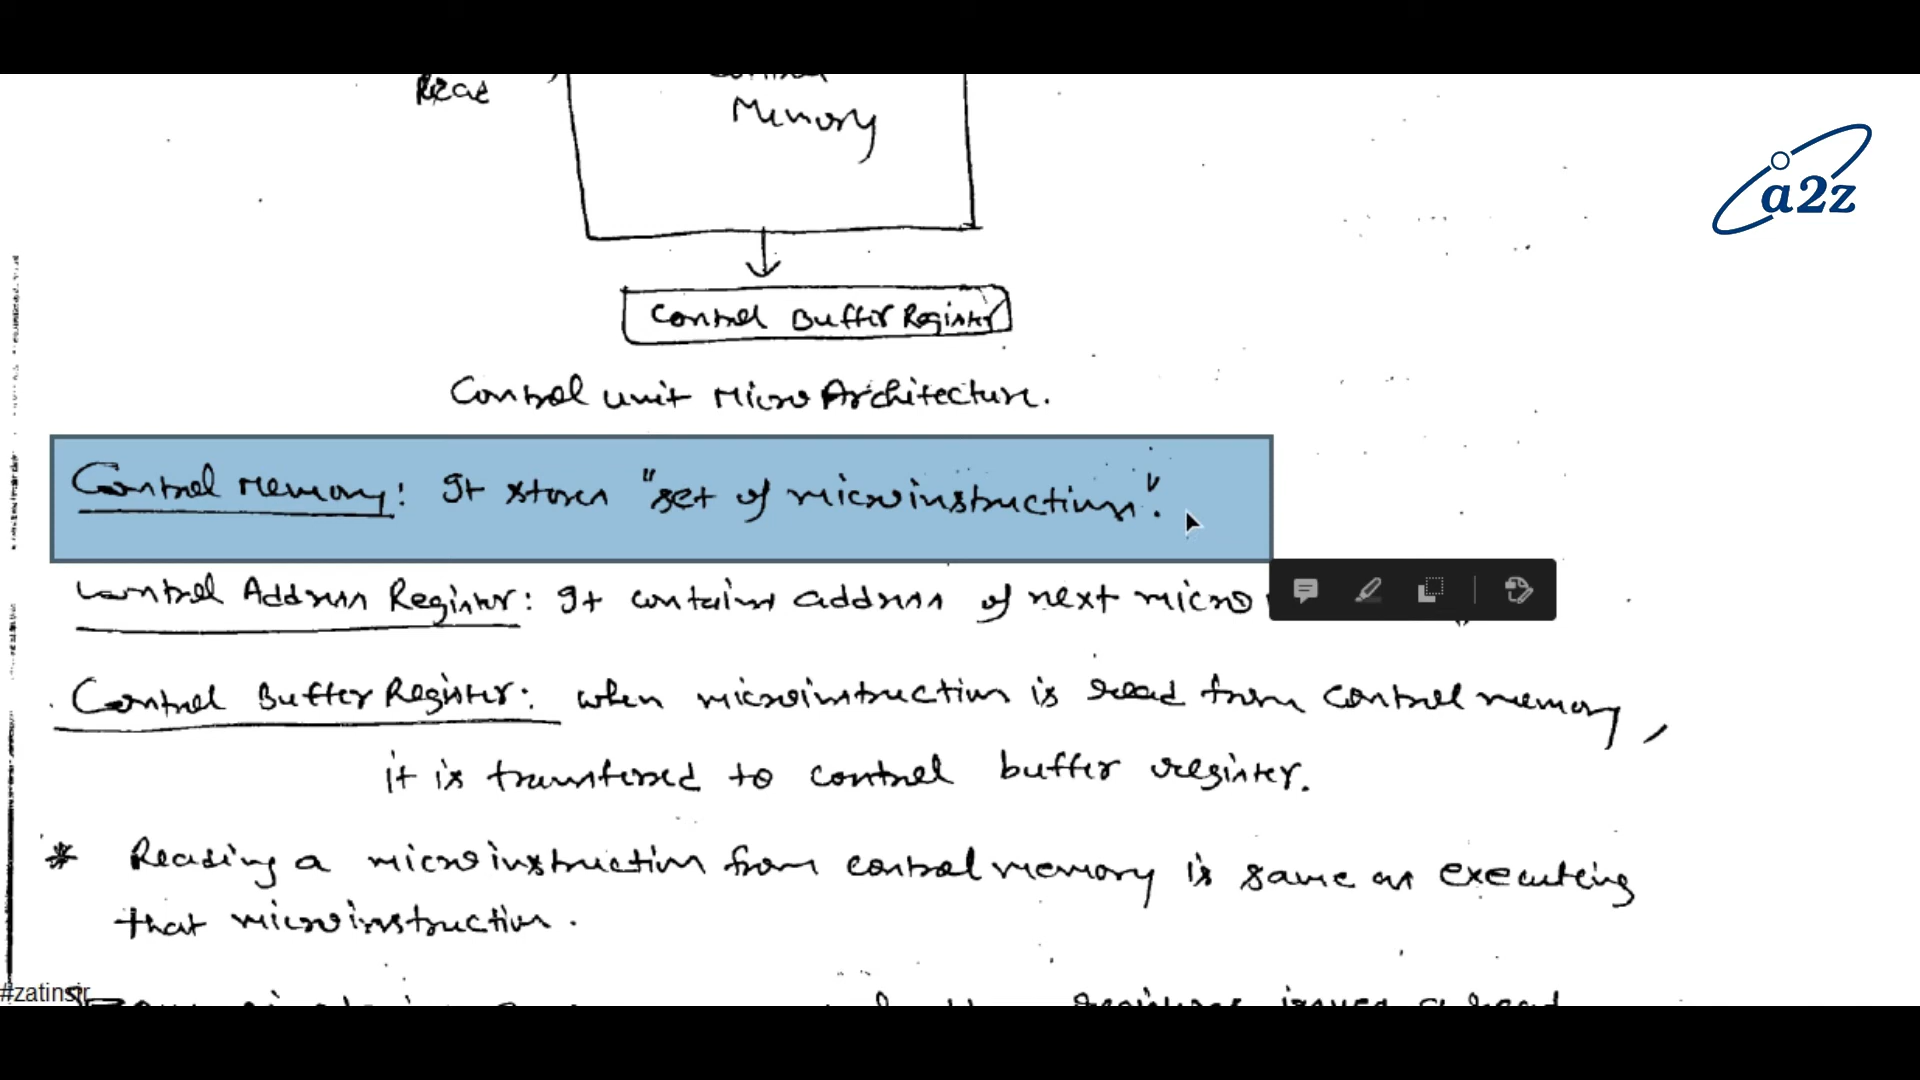 Read
Memory
a2z
Control Buffer Register
Control unit Micro Architecture.
Control Memory: It stores "set of microinstruction".
Control Address Register: It contains address of next micro
Control Buffer Register: when microinstruction is read from control memory,
it is transferred to control buffer register.
* Reading a microinstruction from control memory is same as executing
that microinstruction.
#zatinsir